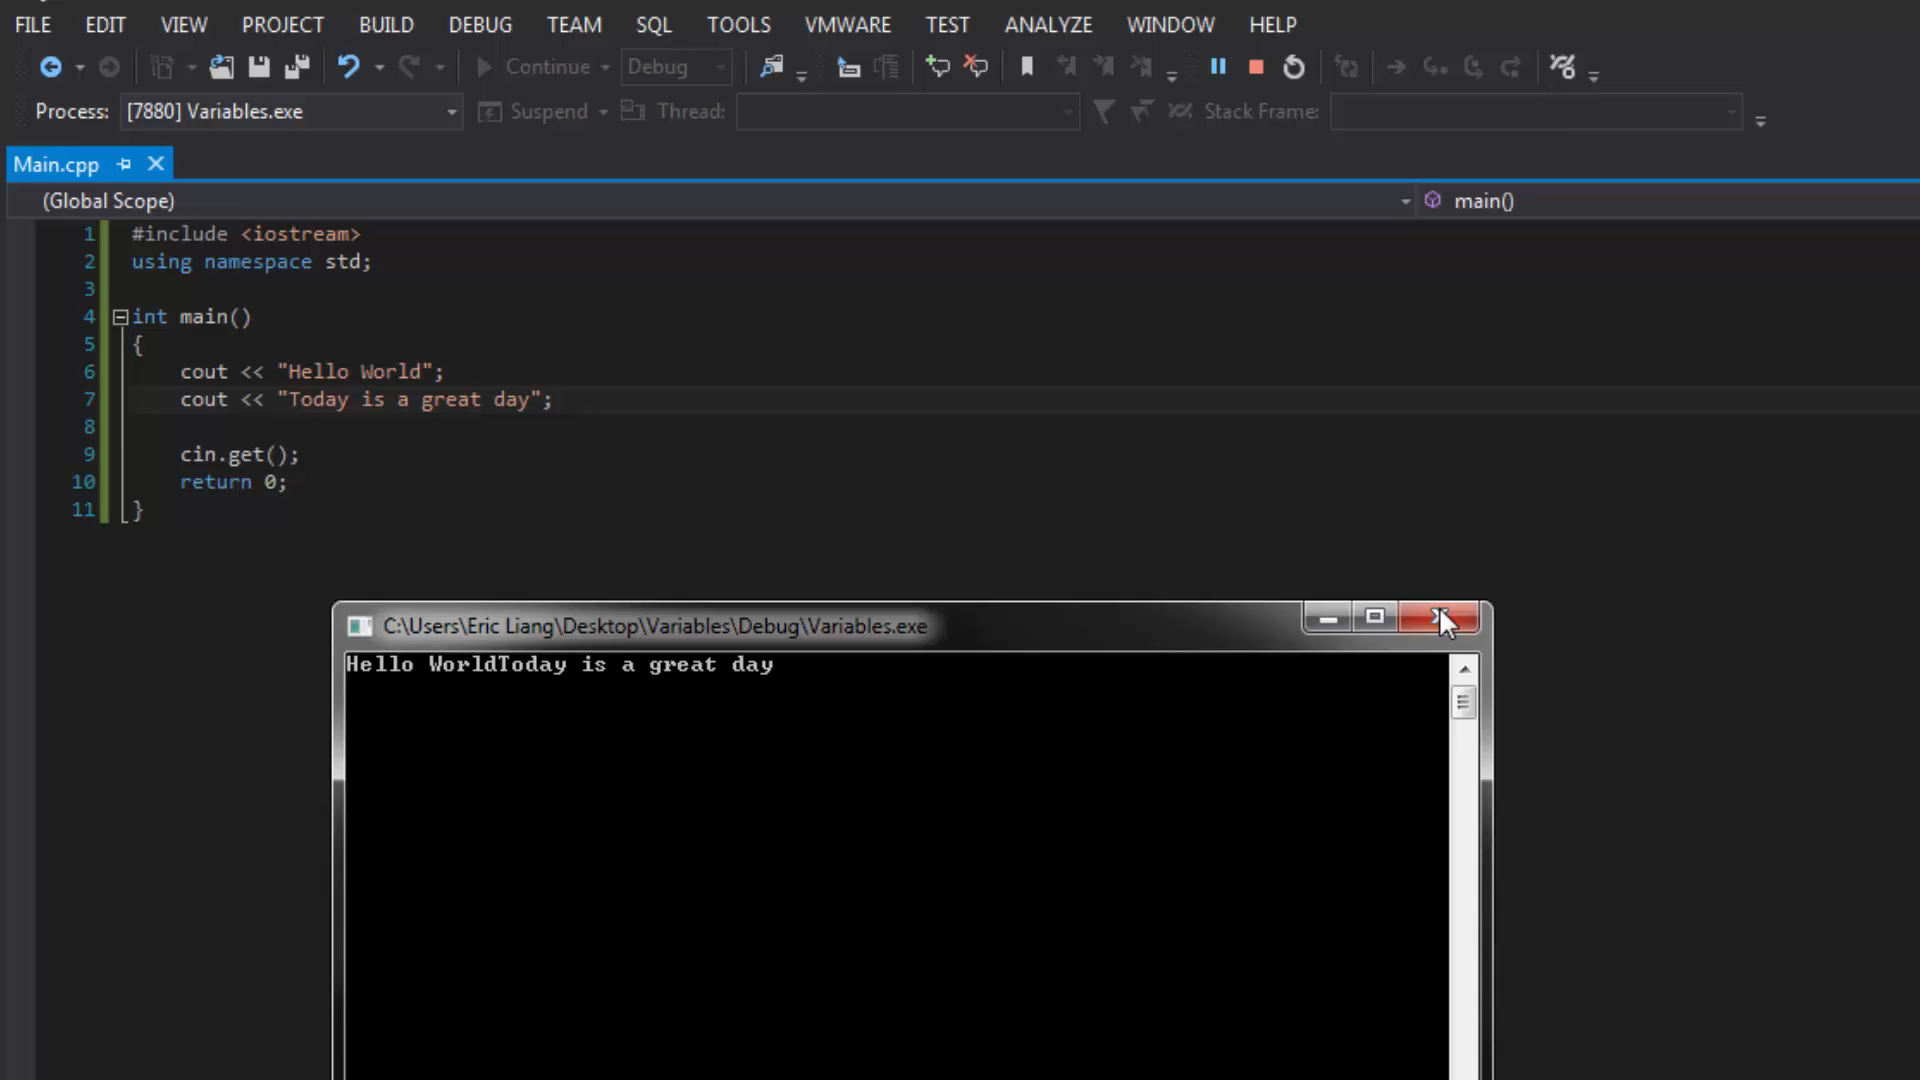 FILE EDIT VIEW PROJECT BUILD DEBUG TEAM SQL TOOLS VMWARE TEST ANALYZE WINDOW HELP
Continue Debug
Process: [7880] Variables.exe Suspend Thread: Stack Frame:
Main.cpp
(Global Scope) main()
1 #include <iostream>
2 using namespace std;
3
4 int main()
5 {
6 cout << "Hello World";
7 cout << "Today is a great day";
8
9 cin.get();
10 return 0;
11 }
C:\Users\Eric Liang\Desktop\Variables\Debug\Variables.exe
Hello WorldToday is a great day